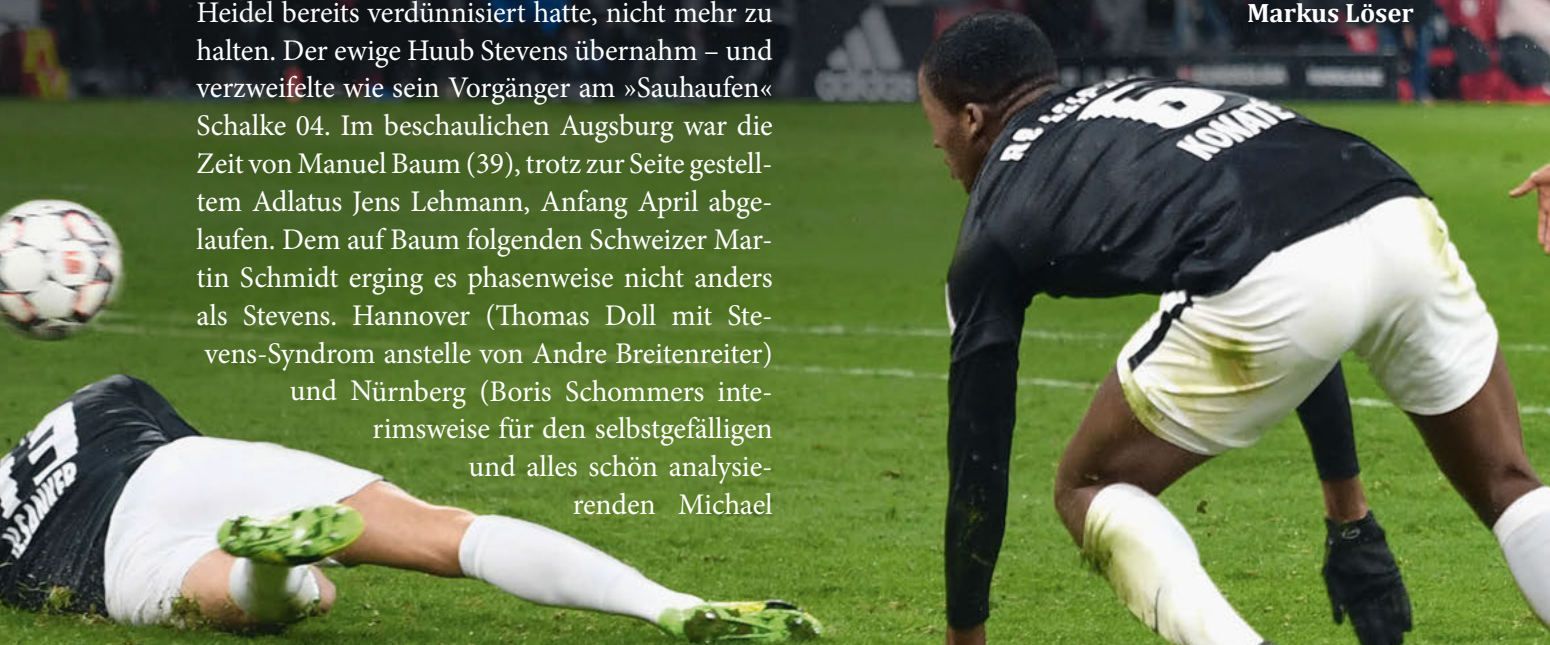 Heidel bereits verdünnisiert hatte, nicht mehr zu
halten. Der ewige Huub Stevens übernahm – und
verzweifelte wie sein Vorgänger am »Sauhaufen«
Schalke 04. Im beschaulichen Augsburg war die
Zeit von Manuel Baum (39), trotz zur Seite gestell-
tem Adlatus Jens Lehmann, Anfang April abge-
laufen. Dem auf Baum folgenden Schweizer Mar-
tin Schmidt erging es phasenweise nicht anders
als Stevens. Hannover (Thomas Doll mit Ste-
vens-Syndrom anstelle von Andre Breitenreiter)
und Nürnberg (Boris Schommers inte-
rimsweise für den selbstgefälligen
und alles schön analysie-
renden Michael
Markus Löser
adidas
RB LEIPZIG
6
KONATÉ